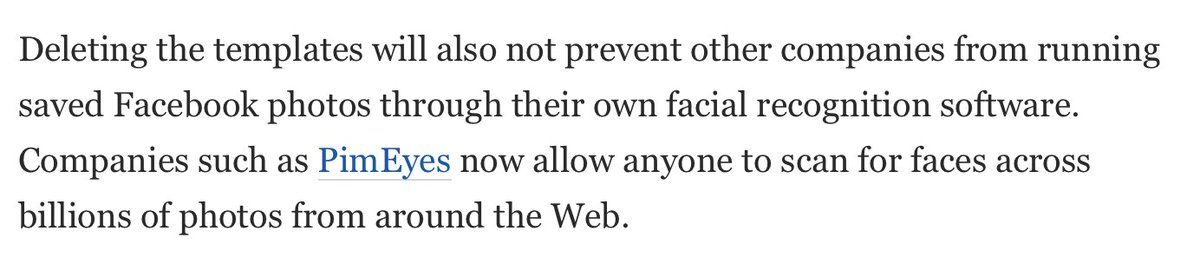 Deleting the templates will also not prevent other companies from running
saved Facebook photos through their own facial recognition software.
Companies such as PimEyes now allow anyone to scan for faces across
billions of photos from around the Web.